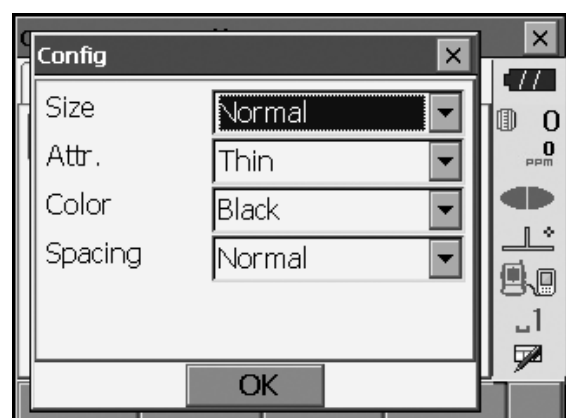 Config
Size Normal
Attr. Thin
Color Black
Spacing Normal
OK
0
0
PPM
1